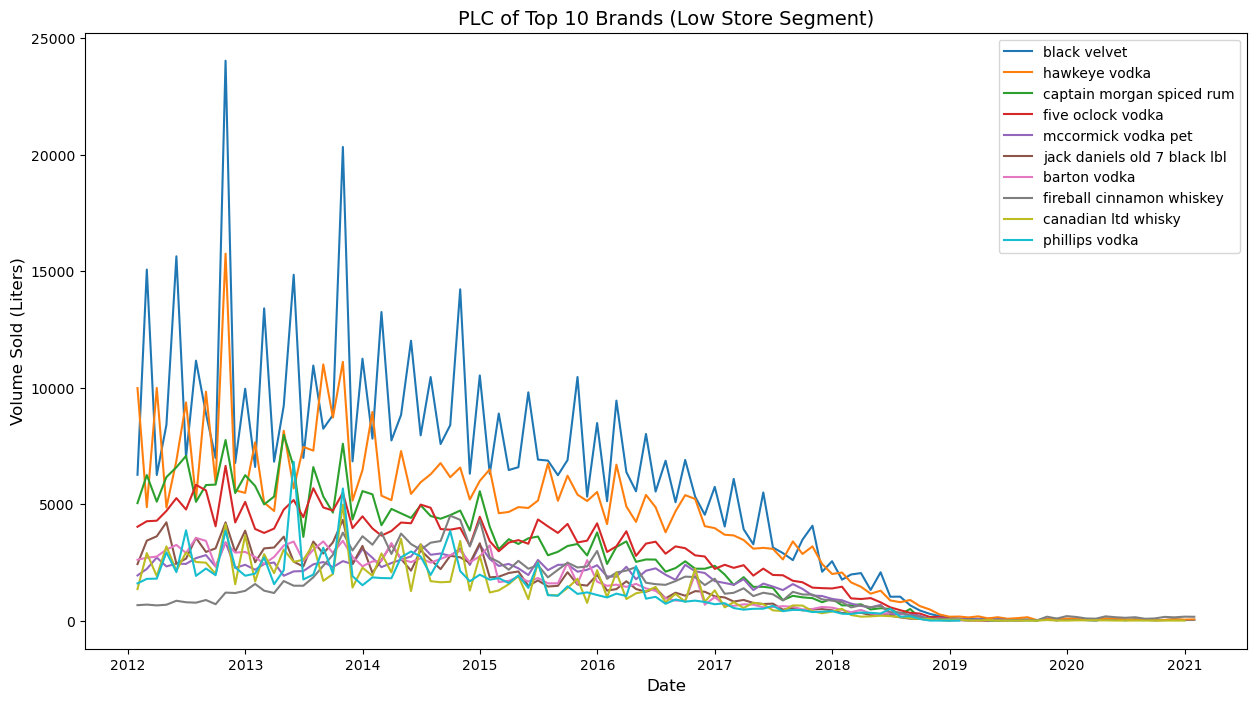 PLC of Top 10 Brands (Low Store Segment)
25000
20000
15000
10000
5000
0
Volume Sold (Liters)
black velvet
hawkeye vodka
captain morgan spiced rum
five oclock vodka
mccormick vodka pet
jack daniels old 7 black lbl
barton vodka
fireball cinnamon whiskey
canadian ltd whisky
phillips vodka
2012 2013 2014 2015 2016 2017 2018 2019 2020 2021
Date